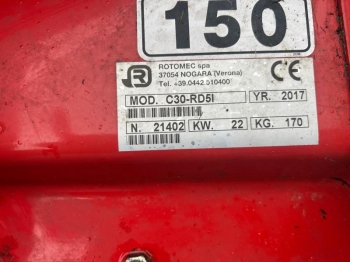 150
ROTOMEC spa
37054 NOGARA (Verona)
Tel. +39.0442.510400
R
CE
MOD. C30-RD5I YR. 2017
N. 21402 KW. 22 KG. 170